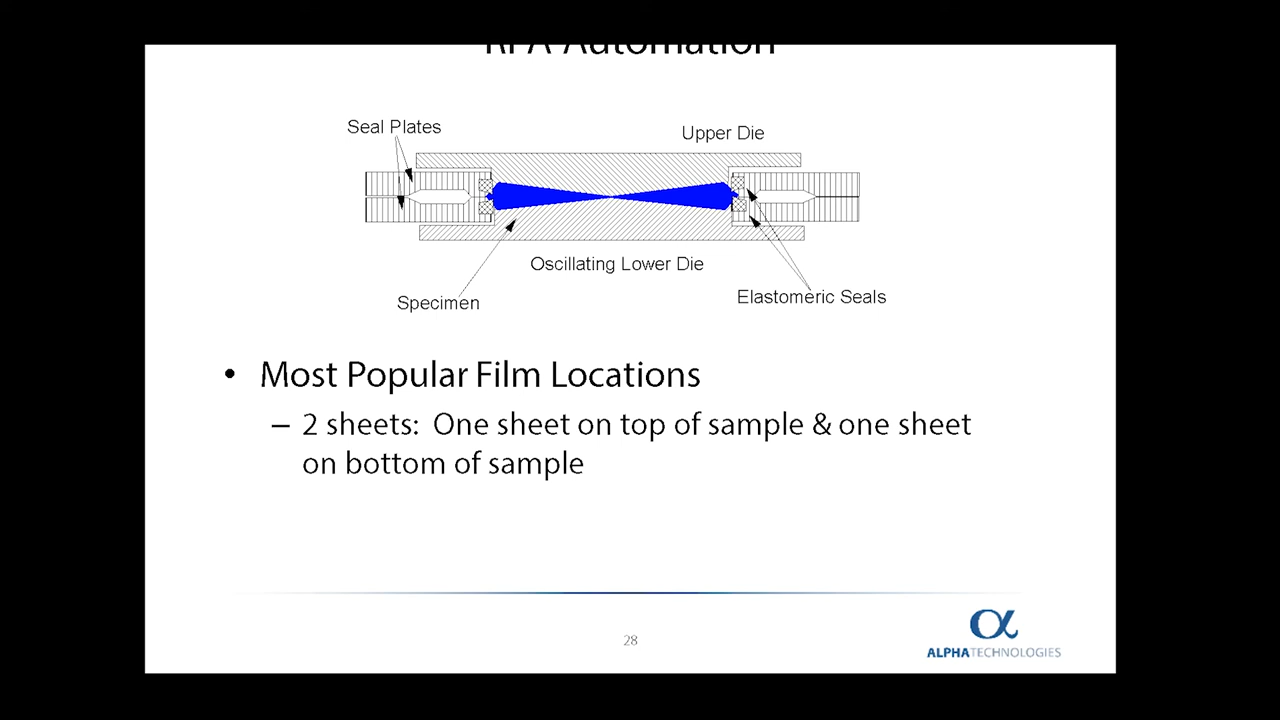 RPA Automation
Seal Plates
Upper Die
Oscillating Lower Die
Specimen
Elastomeric Seals
• Most Popular Film Locations
– 2 sheets: One sheet on top of sample & one sheet
on bottom of sample
28
α
ALPHATECHNOLOGIES